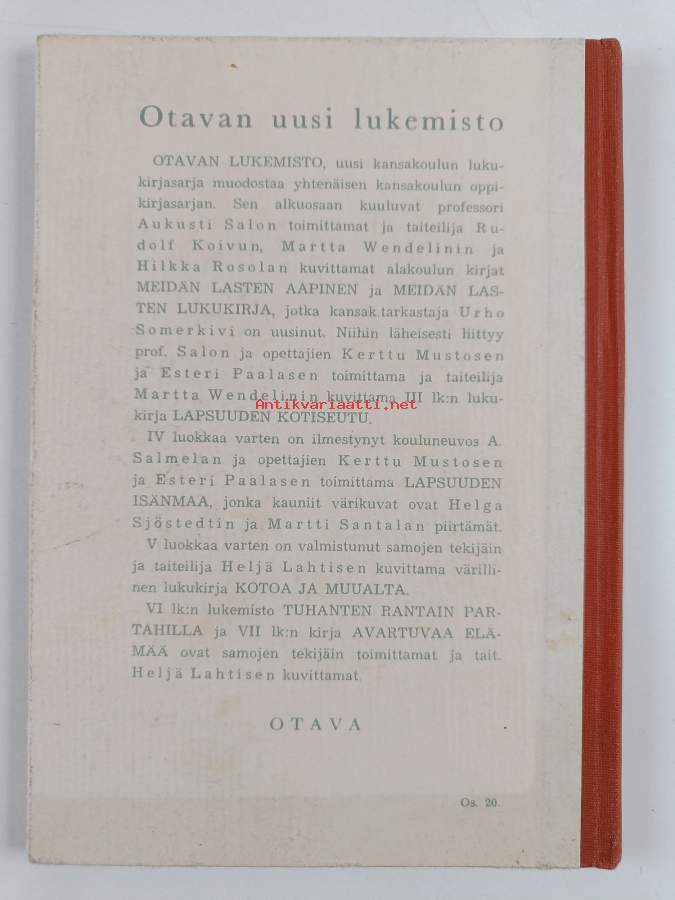 Otavan uusi lukemisto
OTAVAN LUKEMISTO, uusi kansakoulun luku-
kirjasarja muodostaa yhtenäisen kansakoulun oppi-
kirjasarjan. Sen alkuosaan kuuluvat professori
Aukusti Salon toimittamat ja taiteilija Ru-
dolf Koivun, Martta Wendelinin ja
Hilkka Rosolan kuvittamat alakoulun kirjat
MEIDÄN LASTEN AAPINEN ja MEIDÄN LAS-
TEN LUKUKIRJA, jotka kansak.tarkastaja Urho
Somerkivi on uusinut. Niihin läheisesti liittyy
prof. Salon ja opettajien Kerttu Mustosen
ja Esteri Paalasen toimittama ja taiteilija
Martta Wendelinin kuvittama III lk:n luku-
Antikvariaatti.net
kirja LAPSUUDEN KOTISEUTU.
IV luokkaa varten on ilmestynyt kouluneuvos A.
Salmelan ja opettajien Kerttu Mustosen
ja Esteri Paalasen toimittama LAPSUUDEN
ISÄNMAA, jonka kauniit värikuvat ovat Helga
Sjöstedtin ja Martti Santalan piirtämät.
V luokkaa varten on valmistunut samojen tekijäin
ja taiteilija Heljä Lahtisen kuvittama värilli-
nen lukukirja KOTOA JA MUUALTA.
VI lk:n lukemisto TUHANTEN RANTAIN PAR-
TAHILLA ja VII lk:n kirja AVARTUVAA ELÄ-
MÄÄ ovat samojen tekijäin toimittamat ja tait.
Heljä Lahtisen kuvittamat.
OTAVA
Os. 20.